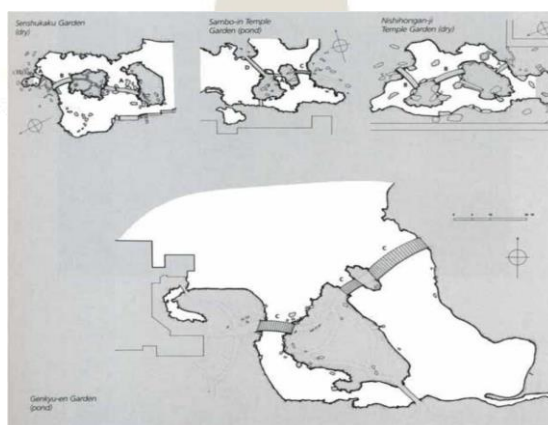 Senshukaku Garden
(dry)
Sambo-in Temple
Garden (pond)
Nishihongan-ji
Temple Garden (dry)
C
C
C
Genkyu-en Garden
(pond)